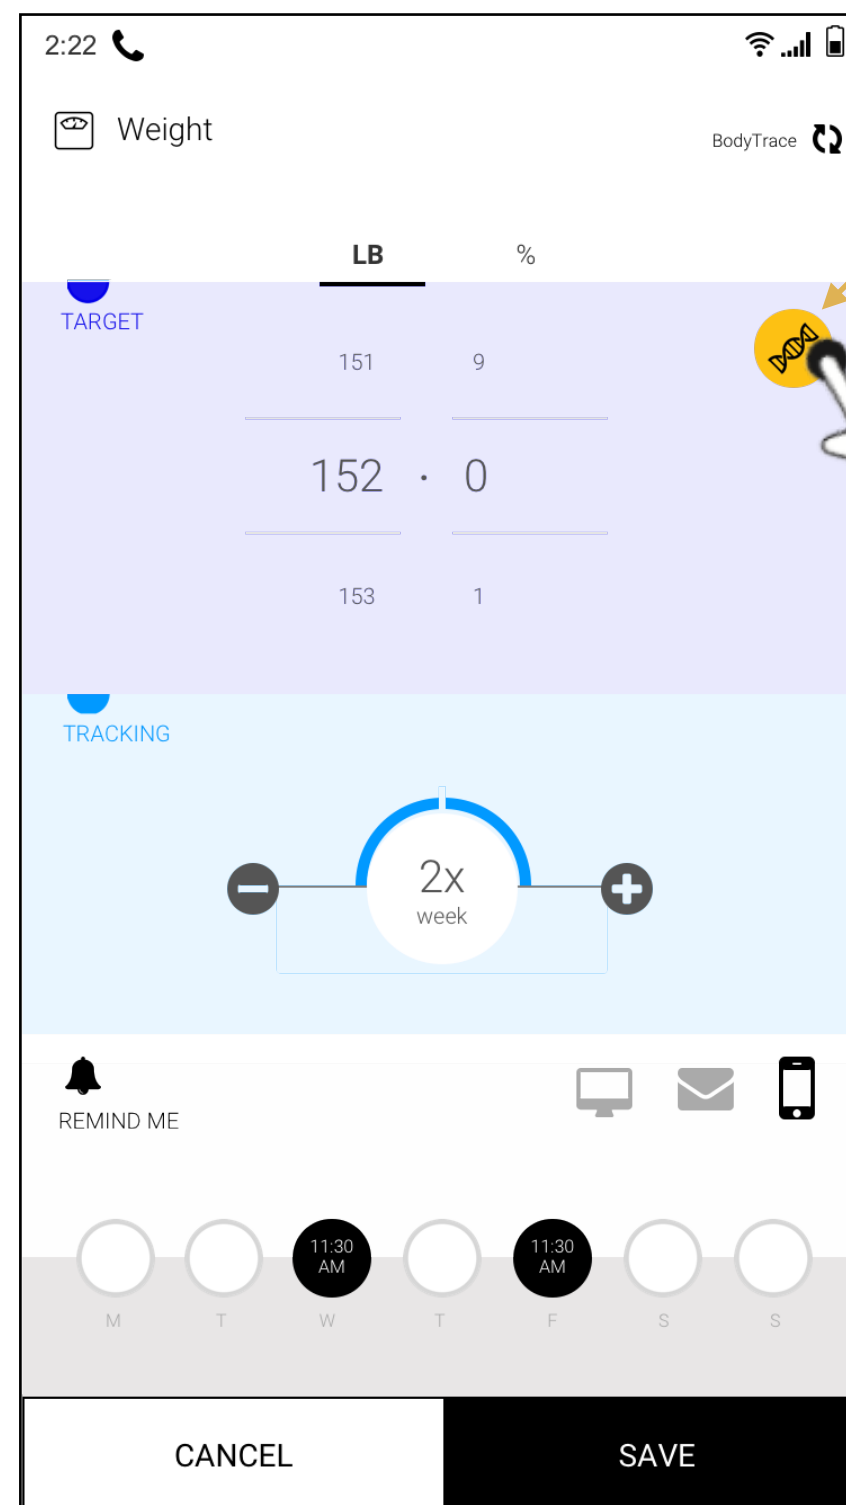 2:22
Weight
BodyTrace
LB %
TARGET
151 9
152 · 0
153 1
TRACKING
2x
week
REMIND ME
11:30 11:30
AM AM
M T W T F S S
CANCEL SAVE